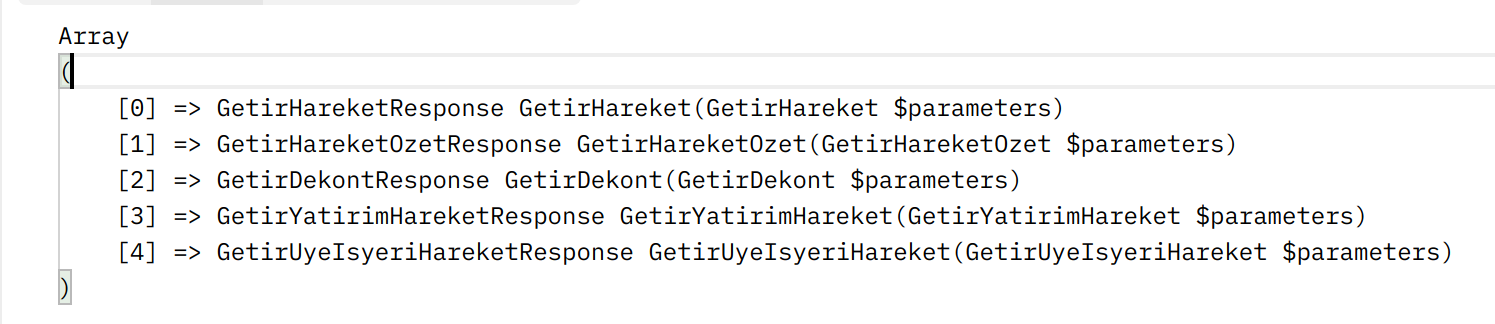 Array
(
[0] => GetirHareketResponse GetirHareket(GetirHareket $parameters)
[1] => GetirHareketOzetResponse GetirHareketOzet(GetirHareketOzet $parameters)
[2] => GetirDekontResponse GetirDekont(GetirDekont $parameters)
[3] => GetirYatirimHareketResponse GetirYatirimHareket(GetirYatirimHareket $parameters)
[4] => GetirUyeIsyeriHareketResponse GetirUyeIsyeriHareket(GetirUyeIsyeriHareket $parameters)
)